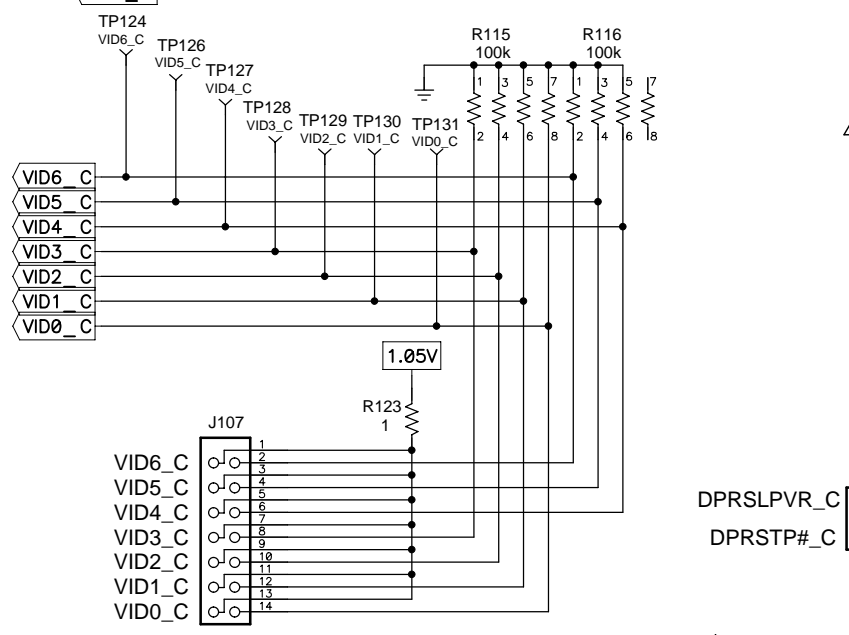 TP124
VID6_C
TP126
VID5_C
TP127
VID4_C
TP128
VID3_C
TP129
VID2_C
TP130
VID1_C
TP131
VID0_C
R115
100k
R116
100k
1 3 5 7 1 3 5 7
2 4 6 8 2 4 6 8
VID6_C
VID5_C
VID4_C
VID3_C
VID2_C
VID1_C
VID0_C
1.05V
R123
1
J107
VID6_C
VID5_C
VID4_C
VID3_C
VID2_C
VID1_C
VID0_C
1
2
3
4
5
6
7
8
9
10
11
12
13
14
DPRSLPVR_C
DPRSTP#_C